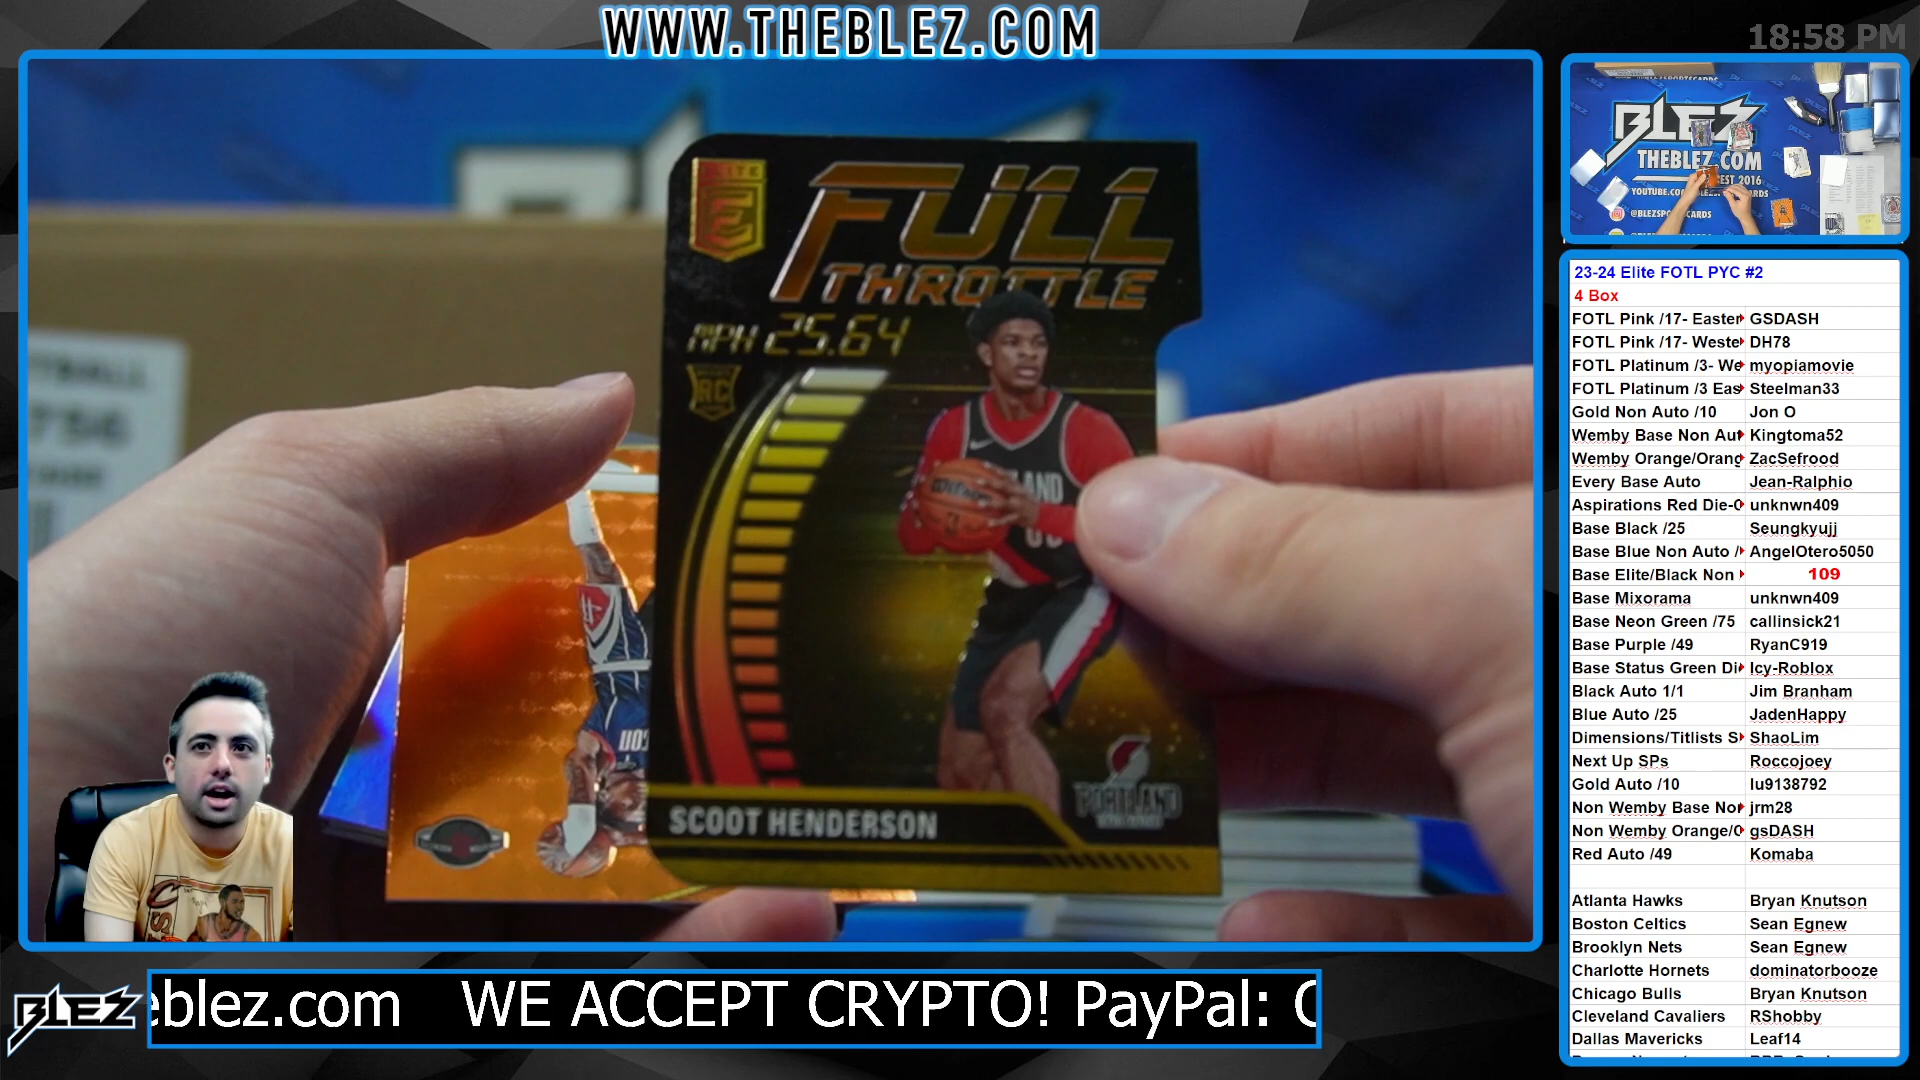 WWW.THEBLEZ.COM
18:58 PM
ELITE
E
FULL
THROTTLE
MPH 25.64
RC
PORTLAND
SCOOT HENDERSON
BLEZ
THEBLEZ.COM
EST 2016
@BLEZSPORTSCARDS
23-24 Elite FOTL PYC #2
4 Box
FOTL Pink /17- Easter GSDASH
FOTL Pink /17- Weste DH78
FOTL Platinum /3- We myopiamovie
FOTL Platinum /3 Eas Steelman33
Gold Non Auto /10 Jon O
Wemby Base Non Aut Kingtoma52
Wemby Orange/Orang ZacSefrood
Every Base Auto Jean-Ralphio
Aspirations Red Die-C unknwn409
Base Black /25 Seungkyujj
Base Blue Non Auto / AngelOtero5050
Base Elite/Black Non 109
Base Mixorama unknwn409
Base Neon Green /75 callinsick21
Base Purple /49 RyanC919
Base Status Green Di Icy-Roblox
Black Auto 1/1 Jim Branham
Blue Auto /25 JadenHappy
Dimensions/Titlists S ShaoLim
Next Up SPs Roccojoey
Gold Auto /10 lu9138792
Non Wemby Base Non jrm28
Non Wemby Orange/O gsDASH
Red Auto /49 Komaba
Atlanta Hawks Bryan Knutson
Boston Celtics Sean Egnew
Brooklyn Nets Sean Egnew
Charlotte Hornets dominatorbooze
Chicago Bulls Bryan Knutson
Cleveland Cavaliers RShobby
Dallas Mavericks Leaf14
BLEZ
eblez.com WE ACCEPT CRYPTO! PayPal: